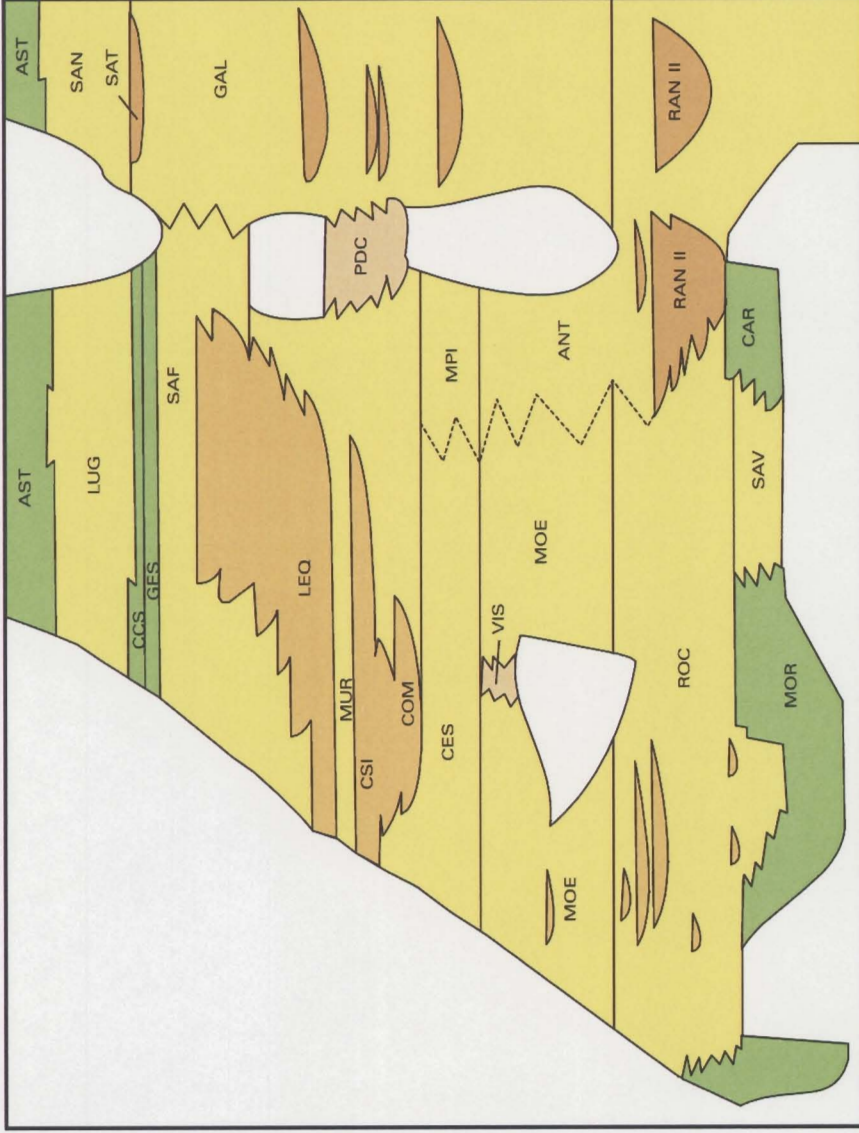 AST
SAN
SAT
GAL
RAN II
PDC
AST
LUG
CCS
GFS
SAF
LEQ
MUR
CSI
COM
MPI
CES
ANT
MOE
VIS
MOE
RAN II
ROC
CAR
SAV
MOR